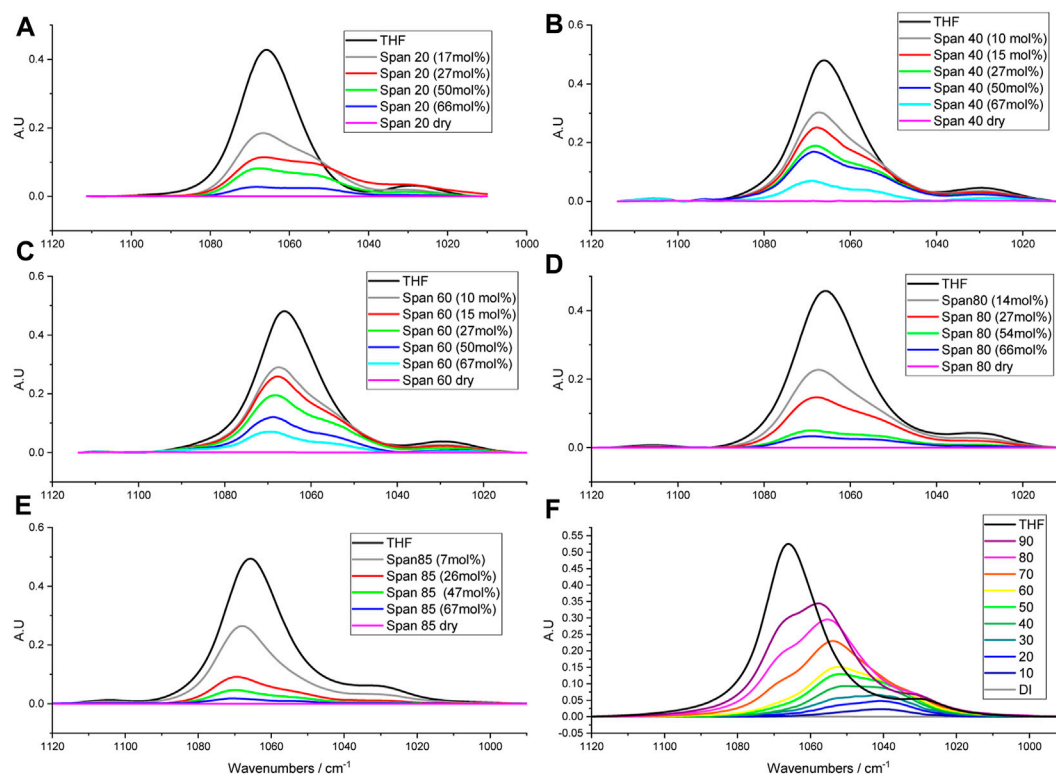 A
THF
Span 20 (17mol%)
Span 20 (27mol%)
Span 20 (50mol%)
Span 20 (66mol%)
Span 20 dry
A.U
0.4
0.2
0.0
1120 1100 1080 1060 1040 1020 1000
B
THF
Span 40 (10 mol%)
Span 40 (15 mol%)
Span 40 (27mol%)
Span 40 (50mol%)
Span 40 (67mol%)
Span 40 dry
A.U
0.6
0.4
0.2
0.0
1120 1100 1080 1060 1040 1020
C
THF
Span 60 (10 mol%)
Span 60 (15 mol%)
Span 60 (27mol%)
Span 60 (50mol%)
Span 60 (67mol%)
Span 60 dry
A.U
0.6
0.4
0.2
0.0
1120 1100 1080 1060 1040 1020
D
THF
Span80 (14mol%)
Span 80 (27mol%)
Span 80 (54mol%)
Span 80 (66mol%
Span 80 dry
A.U
0.4
0.2
0.0
1120 1100 1080 1060 1040 1020
E
THF
Span85 (7mol%)
Span 85 (26mol%)
Span 85 (47mol%)
Span 85 (67mol%)
Span 85 dry
A.U
0.6
0.4
0.2
0.0
1120 1100 1080 1060 1040 1020 1000
Wavenumbers / cm-1
F
THF
90
80
70
60
50
40
30
20
10
DI
A.U
0.55
0.50
0.45
0.40
0.35
0.30
0.25
0.20
0.15
0.10
0.05
0.00
-0.05
1120 1100 1080 1060 1040 1020 1000
Wavenumbers / cm-1